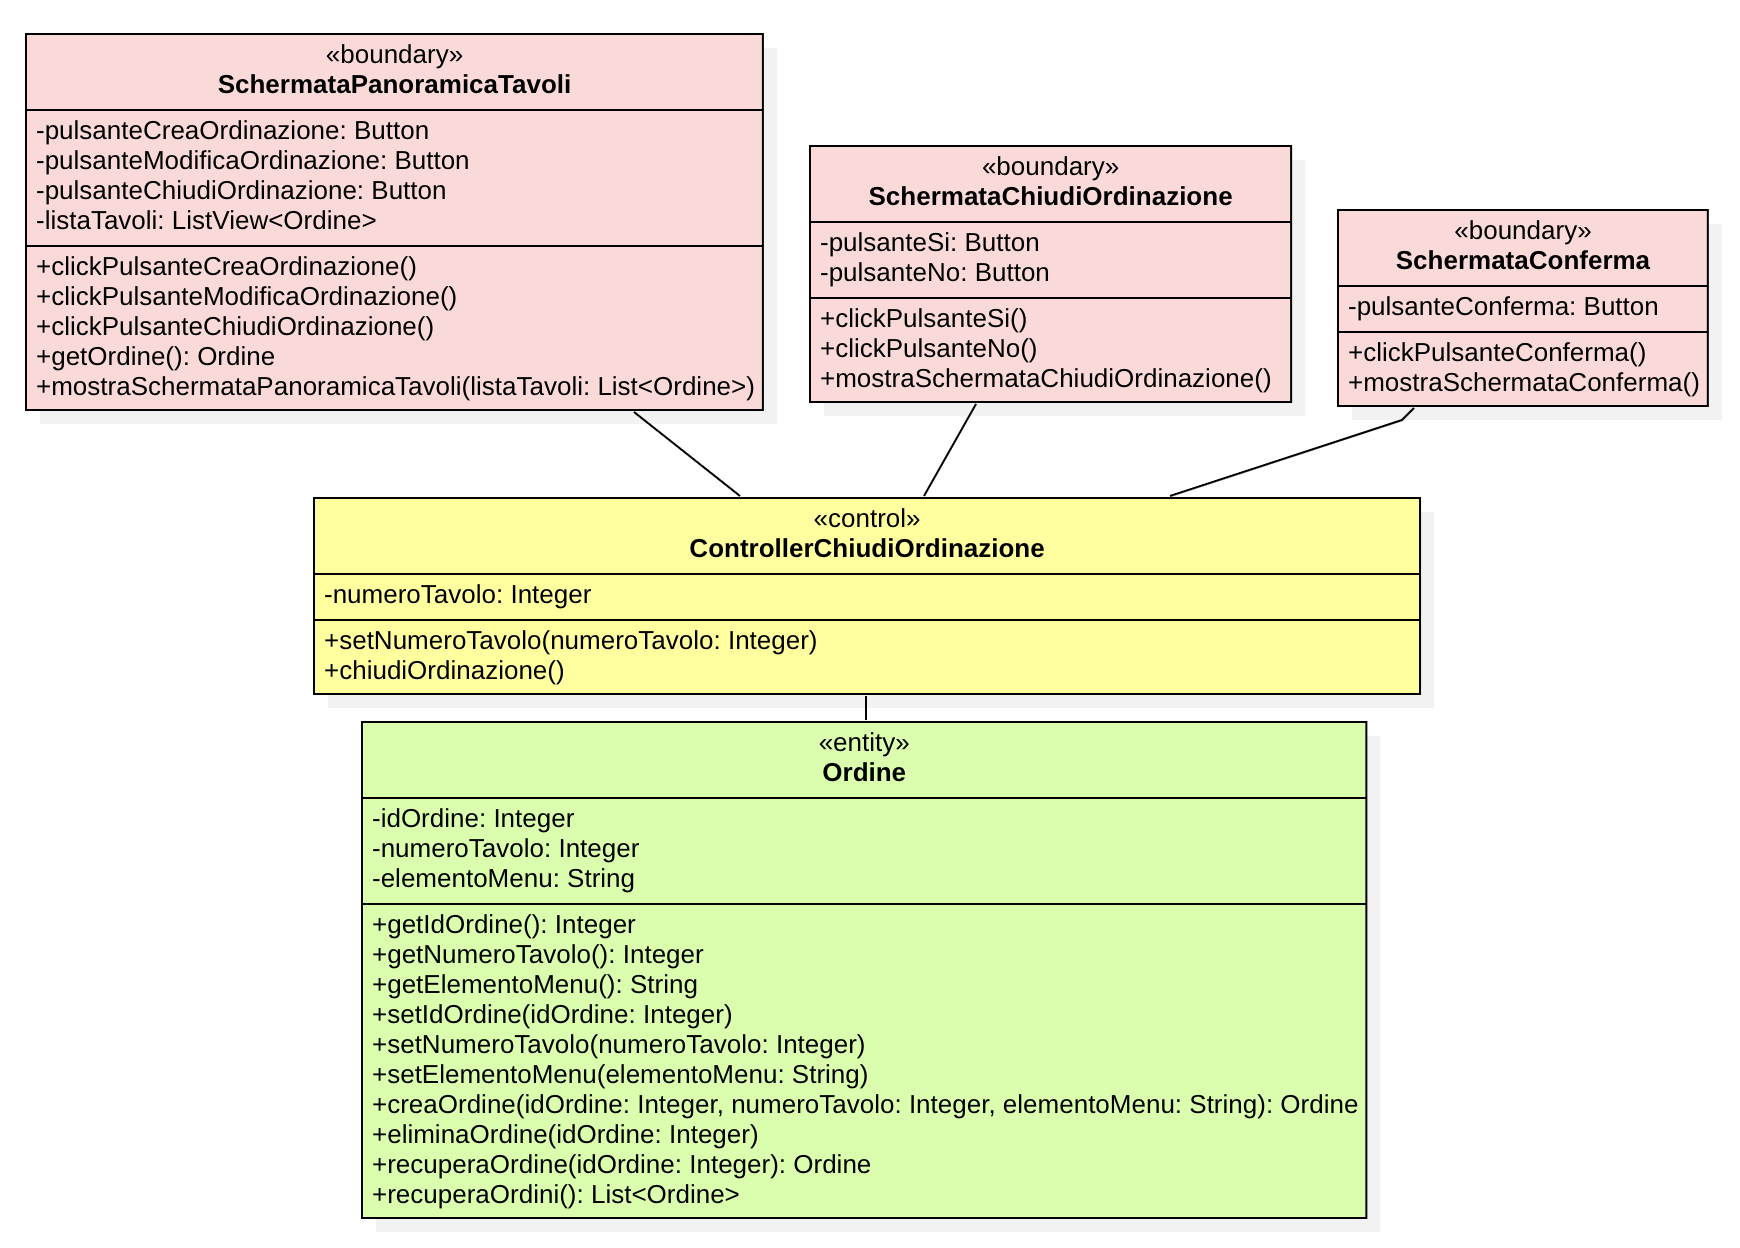 «boundary»
SchermataPanoramicaTavoli
-pulsanteCreaOrdinazione: Button
-pulsanteModificaOrdinazione: Button
-pulsanteChiudiOrdinazione: Button
-listaTavoli: ListView<Ordine>
+clickPulsanteCreaOrdinazione()
+clickPulsanteModificaOrdinazione()
+clickPulsanteChiudiOrdinazione()
+getOrdine(): Ordine
+mostraSchermataPanoramicaTavoli(listaTavoli: List<Ordine>)
«boundary»
SchermataChiudiOrdinazione
-pulsanteSi: Button
-pulsanteNo: Button
+clickPulsanteSi()
+clickPulsanteNo()
+mostraSchermataChiudiOrdinazione()
«boundary»
SchermataConferma
-pulsanteConferma: Button
+clickPulsanteConferma()
+mostraSchermataConferma()
«control»
ControllerChiudiOrdinazione
-numeroTavolo: Integer
+setNumeroTavolo(numeroTavolo: Integer)
+chiudiOrdinazione()
«entity»
Ordine
-idOrdine: Integer
-numeroTavolo: Integer
-elementoMenu: String
+getIdOrdine(): Integer
+getNumeroTavolo(): Integer
+getElementoMenu(): String
+setIdOrdine(idOrdine: Integer)
+setNumeroTavolo(numeroTavolo: Integer)
+setElementoMenu(elementoMenu: String)
+creaOrdine(idOrdine: Integer, numeroTavolo: Integer, elementoMenu: String): Ordine
+eliminaOrdine(idOrdine: Integer)
+recuperaOrdine(idOrdine: Integer): Ordine
+recuperaOrdini(): List<Ordine>